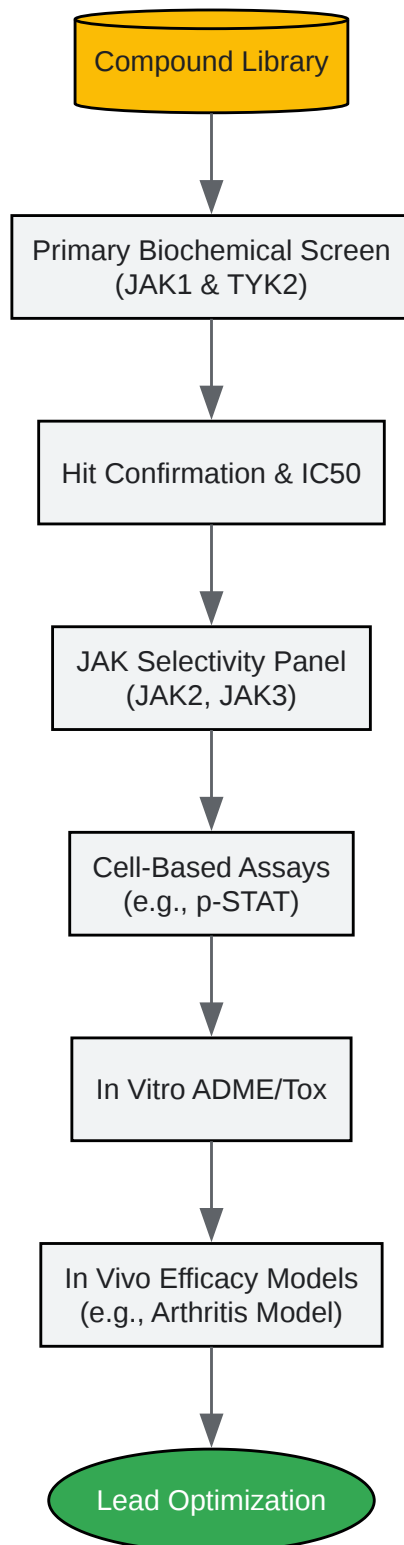 Compound Library
Primary Biochemical Screen
(JAK1 & TYK2)
Hit Confirmation & IC50
JAK Selectivity Panel
(JAK2, JAK3)
Cell-Based Assays
(e.g., p-STAT)
In Vitro ADME/Tox
In Vivo Efficacy Models
(e.g., Arthritis Model)
Lead Optimization